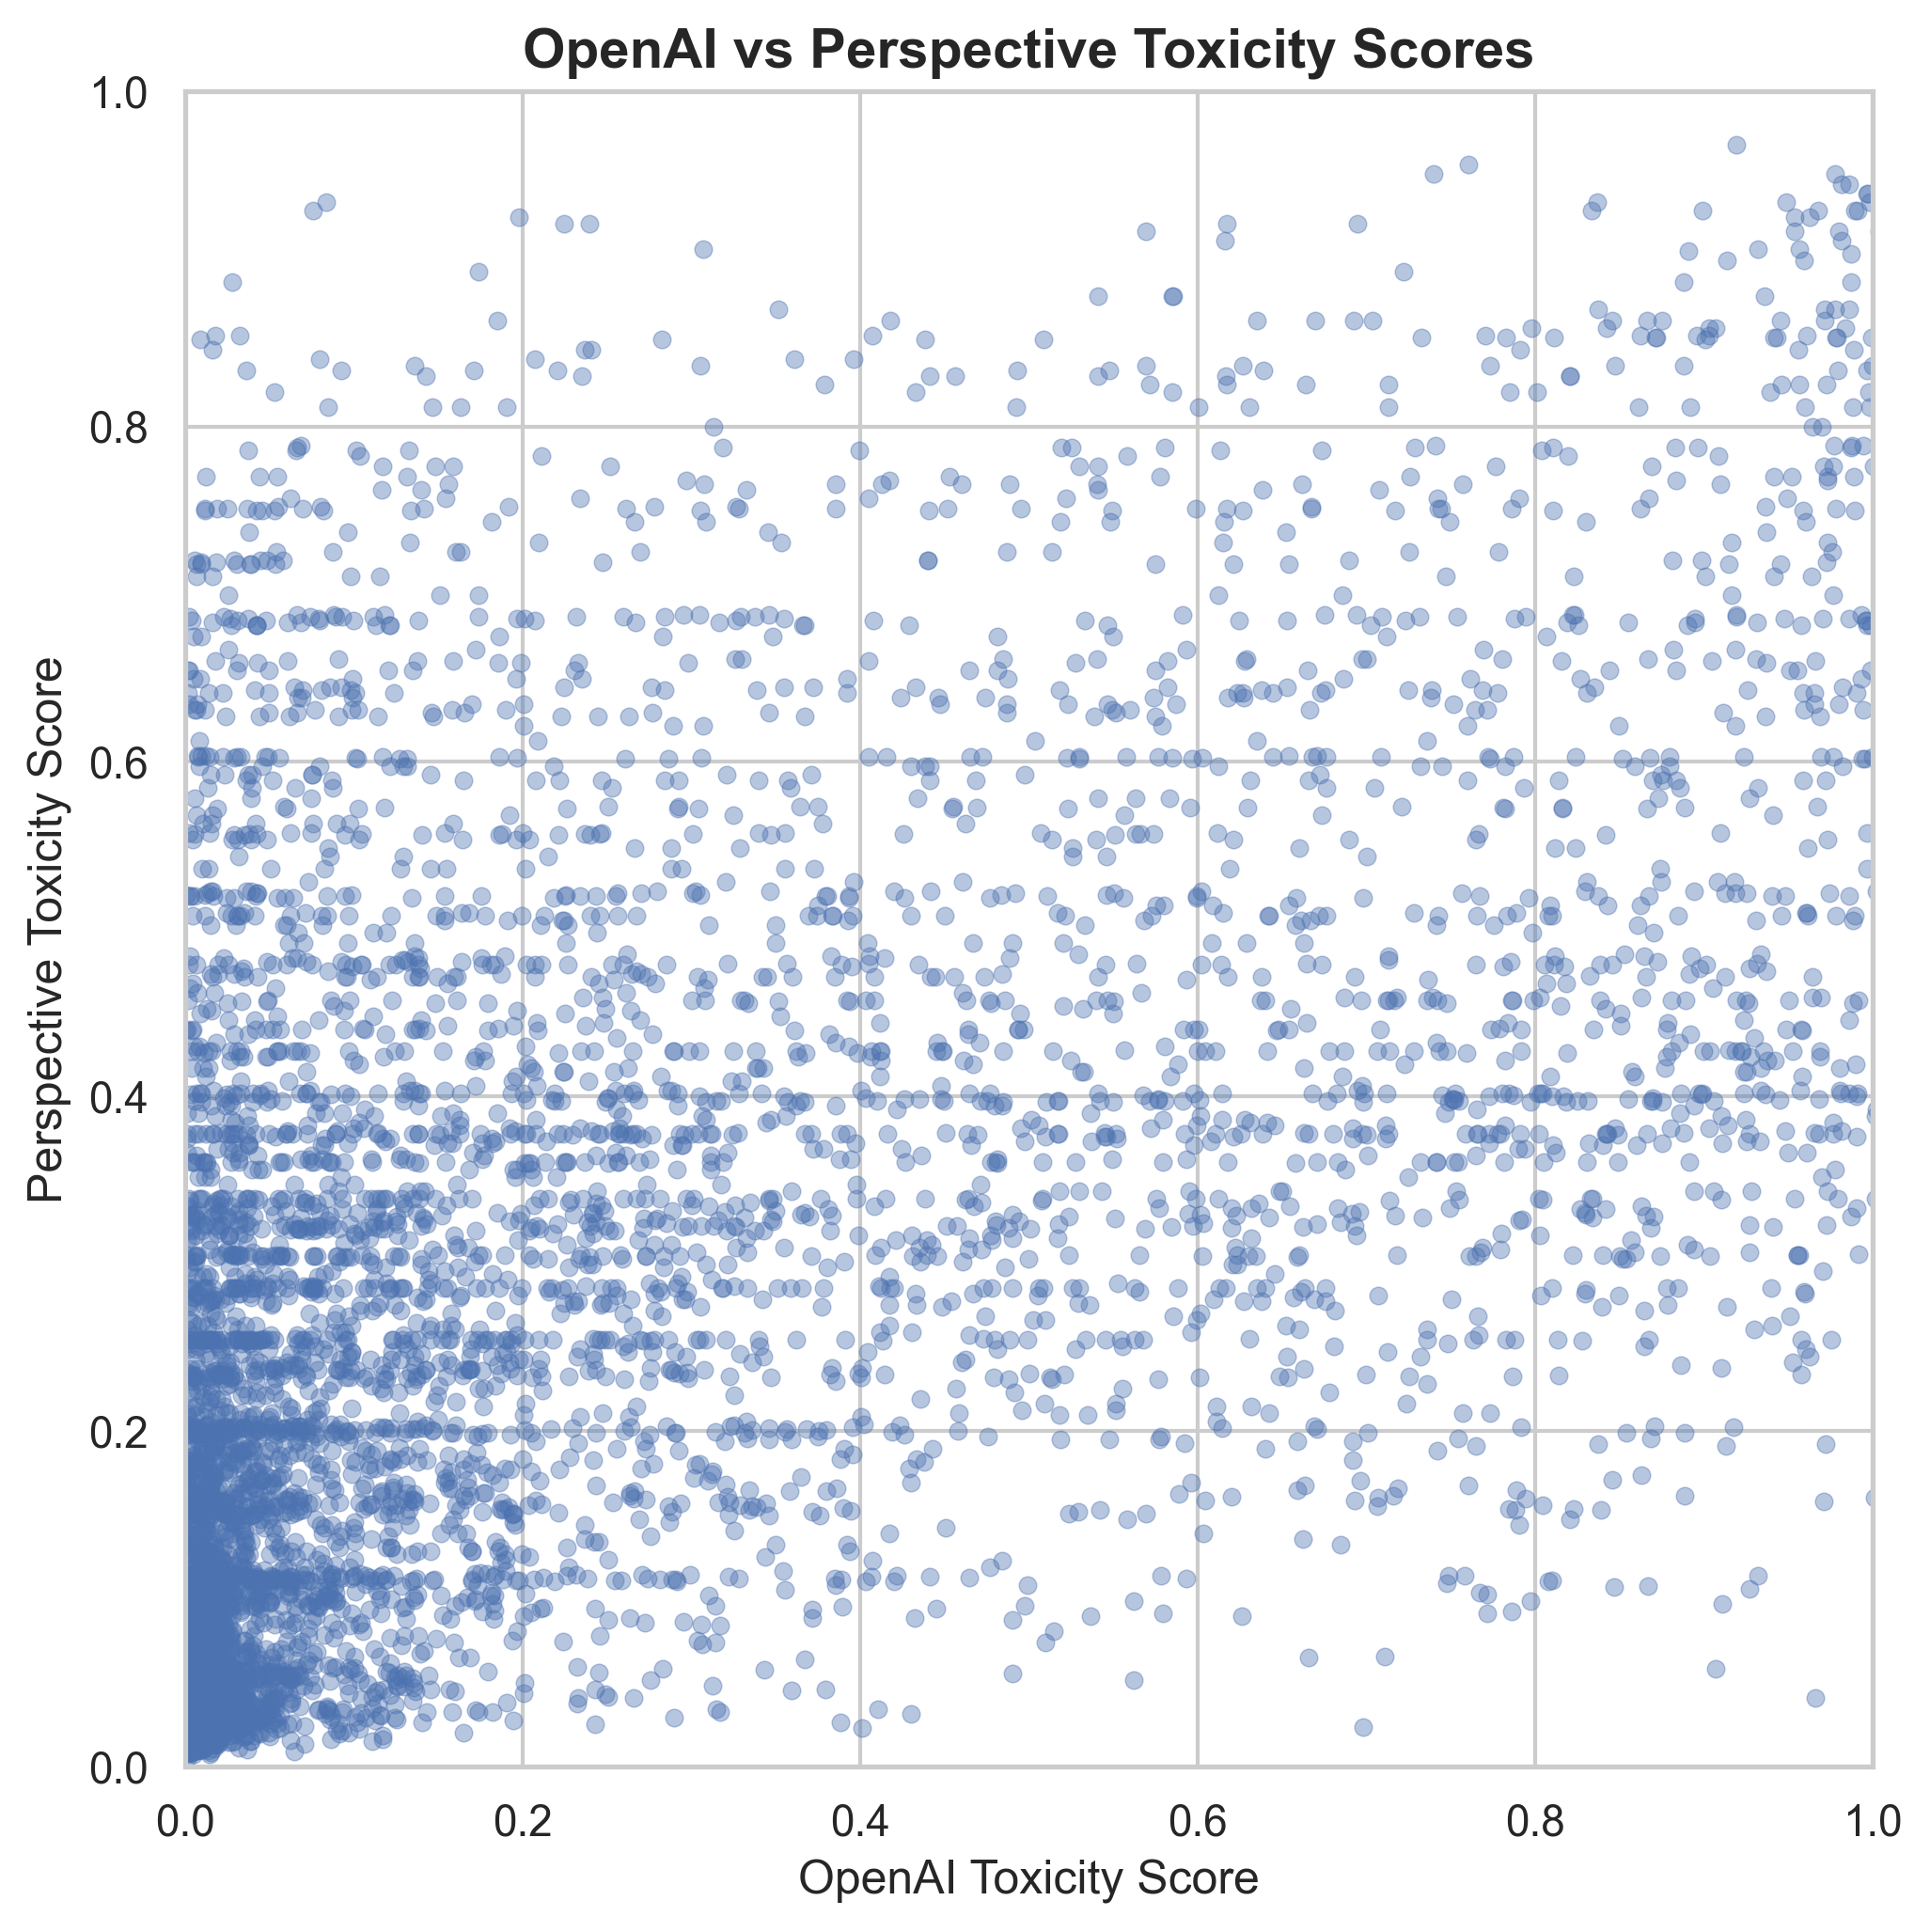 OpenAI vs Perspective Toxicity Scores
1.0
0.8
0.6
0.4
0.2
0.0
Perspective Toxicity Score
0.0 0.2 0.4 0.6 0.8 1.0
OpenAI Toxicity Score